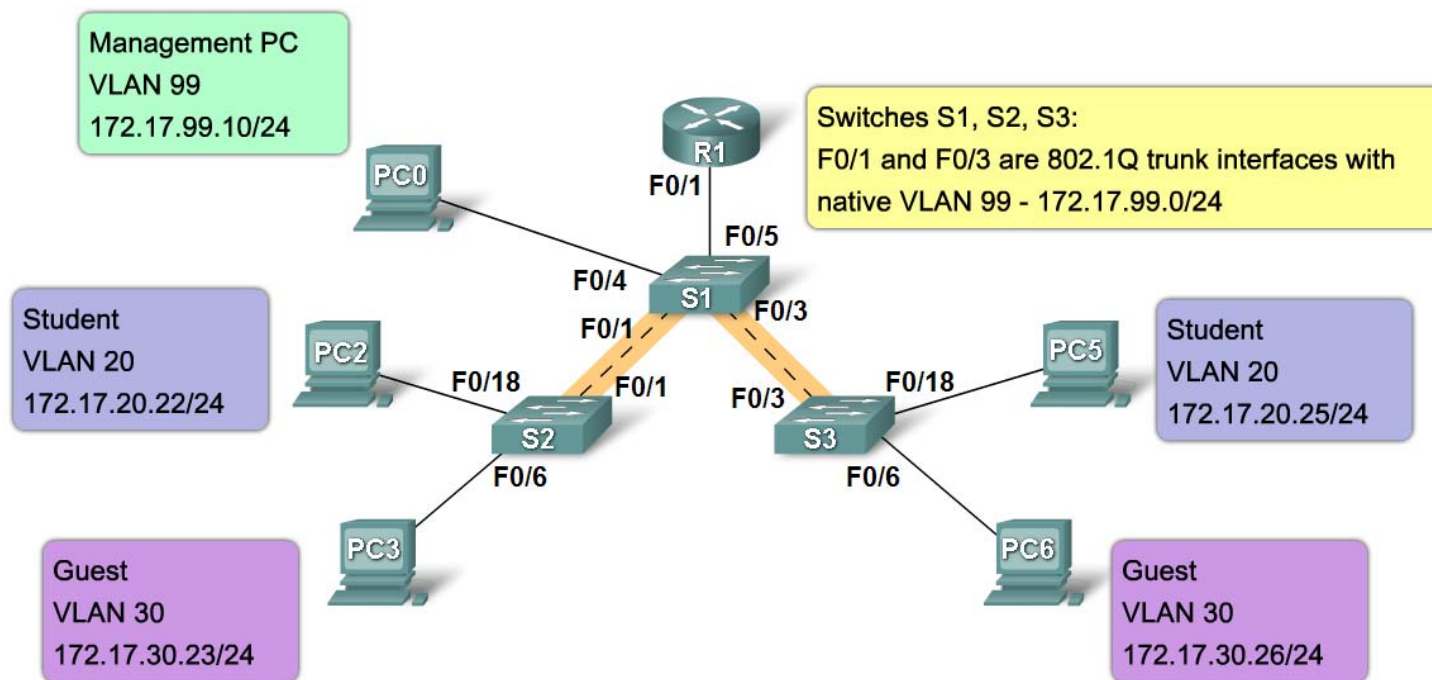 Management PC
VLAN 99
172.17.99.10/24
R1
Switches S1, S2, S3:
F0/1 and F0/3 are 802.1Q trunk interfaces with
native VLAN 99 - 172.17.99.0/24
PC0
F0/1
F0/5
F0/4
S1
Student
VLAN 20
172.17.20.22/24
PC2
F0/1
F0/3
PC5
Student
VLAN 20
172.17.20.25/24
F0/18
F0/1
F0/3
F0/18
S2
S3
F0/6
F0/6
PC3
PC6
Guest
VLAN 30
172.17.30.23/24
Guest
VLAN 30
172.17.30.26/24